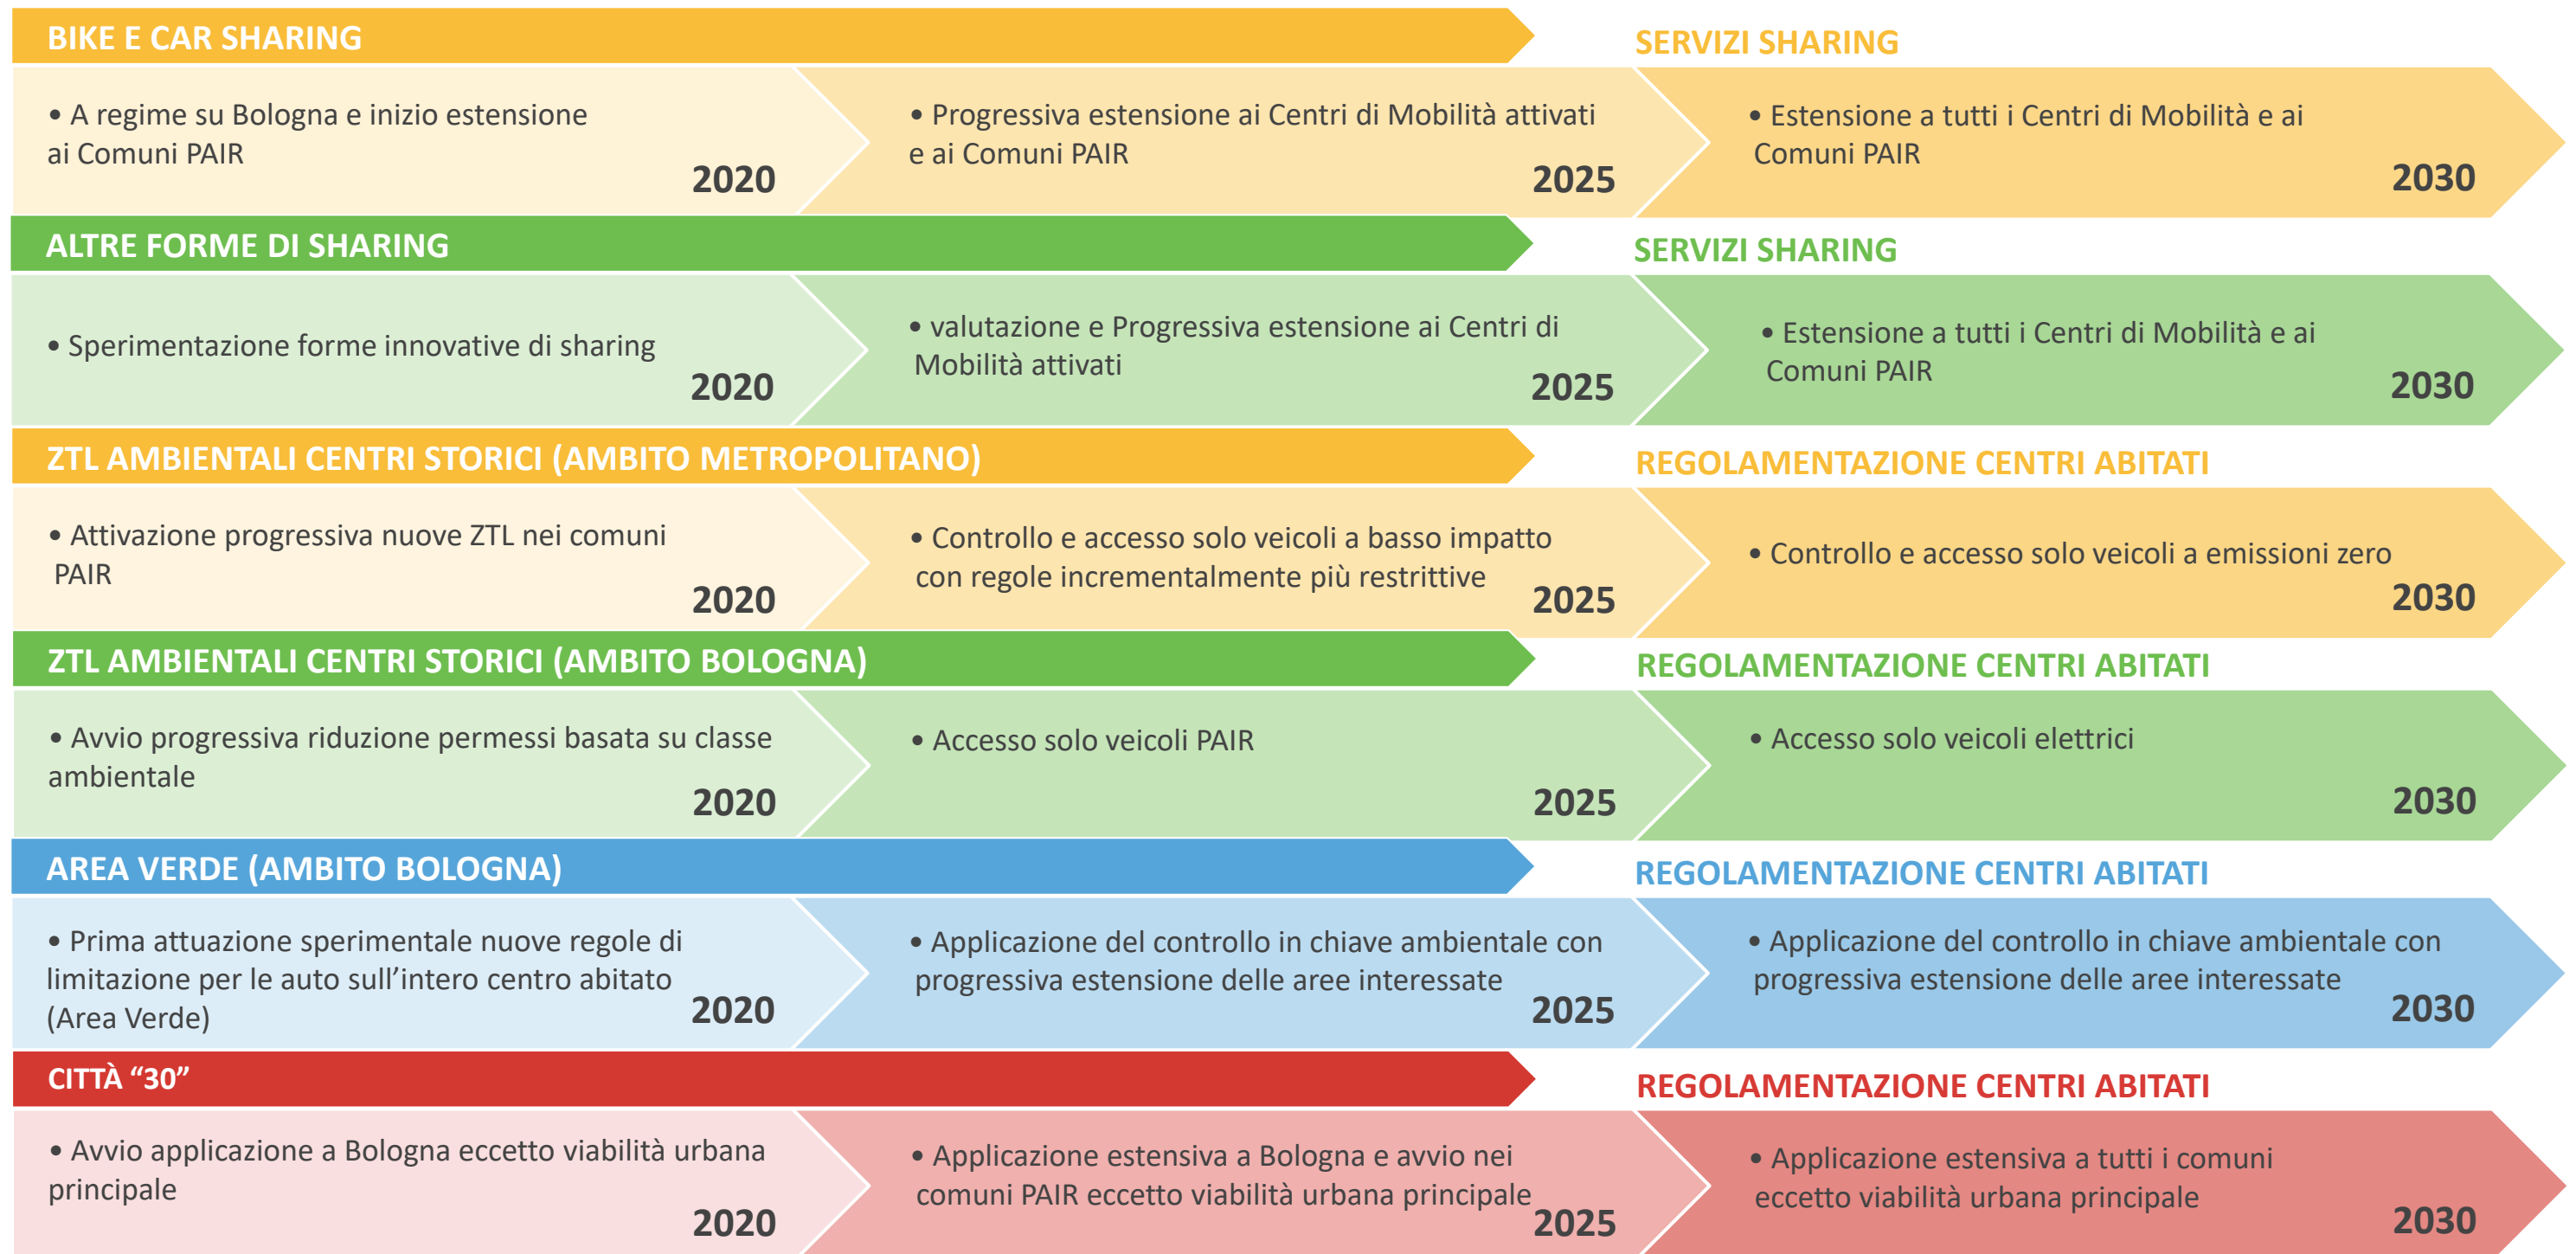 BIKE E CAR SHARING
SERVIZI SHARING
• A regime su Bologna e inizio estensione
ai Comuni PAIR
2020
• Progressiva estensione ai Centri di Mobilità attivati
e ai Comuni PAIR
2025
• Estensione a tutti i Centri di Mobilità e ai
Comuni PAIR
2030
ALTRE FORME DI SHARING
SERVIZI SHARING
• Sperimentazione forme innovative di sharing
2020
• valutazione e Progressiva estensione ai Centri di
Mobilità attivati
2025
• Estensione a tutti i Centri di Mobilità e ai
Comuni PAIR
2030
ZTL AMBIENTALI CENTRI STORICI (AMBITO METROPOLITANO)
REGOLAMENTAZIONE CENTRI ABITATI
• Attivazione progressiva nuove ZTL nei comuni
PAIR
2020
• Controllo e accesso solo veicoli a basso impatto
con regole incrementalmente più restrittive
2025
• Controllo e accesso solo veicoli a emissioni zero
2030
ZTL AMBIENTALI CENTRI STORICI (AMBITO BOLOGNA)
REGOLAMENTAZIONE CENTRI ABITATI
• Avvio progressiva riduzione permessi basata su classe
ambientale
2020
• Accesso solo veicoli PAIR
2025
• Accesso solo veicoli elettrici
2030
AREA VERDE (AMBITO BOLOGNA)
REGOLAMENTAZIONE CENTRI ABITATI
• Prima attuazione sperimentale nuove regole di
limitazione per le auto sull’intero centro abitato
(Area Verde)
2020
• Applicazione del controllo in chiave ambientale con
progressiva estensione delle aree interessate
2025
• Applicazione del controllo in chiave ambientale con
progressiva estensione delle aree interessate
2030
CITTÀ “30”
REGOLAMENTAZIONE CENTRI ABITATI
• Avvio applicazione a Bologna eccetto viabilità urbana
principale
2020
• Applicazione estensiva a Bologna e avvio nei
comuni PAIR eccetto viabilità urbana principale
2025
• Applicazione estensiva a tutti i comuni
eccetto viabilità urbana principale
2030